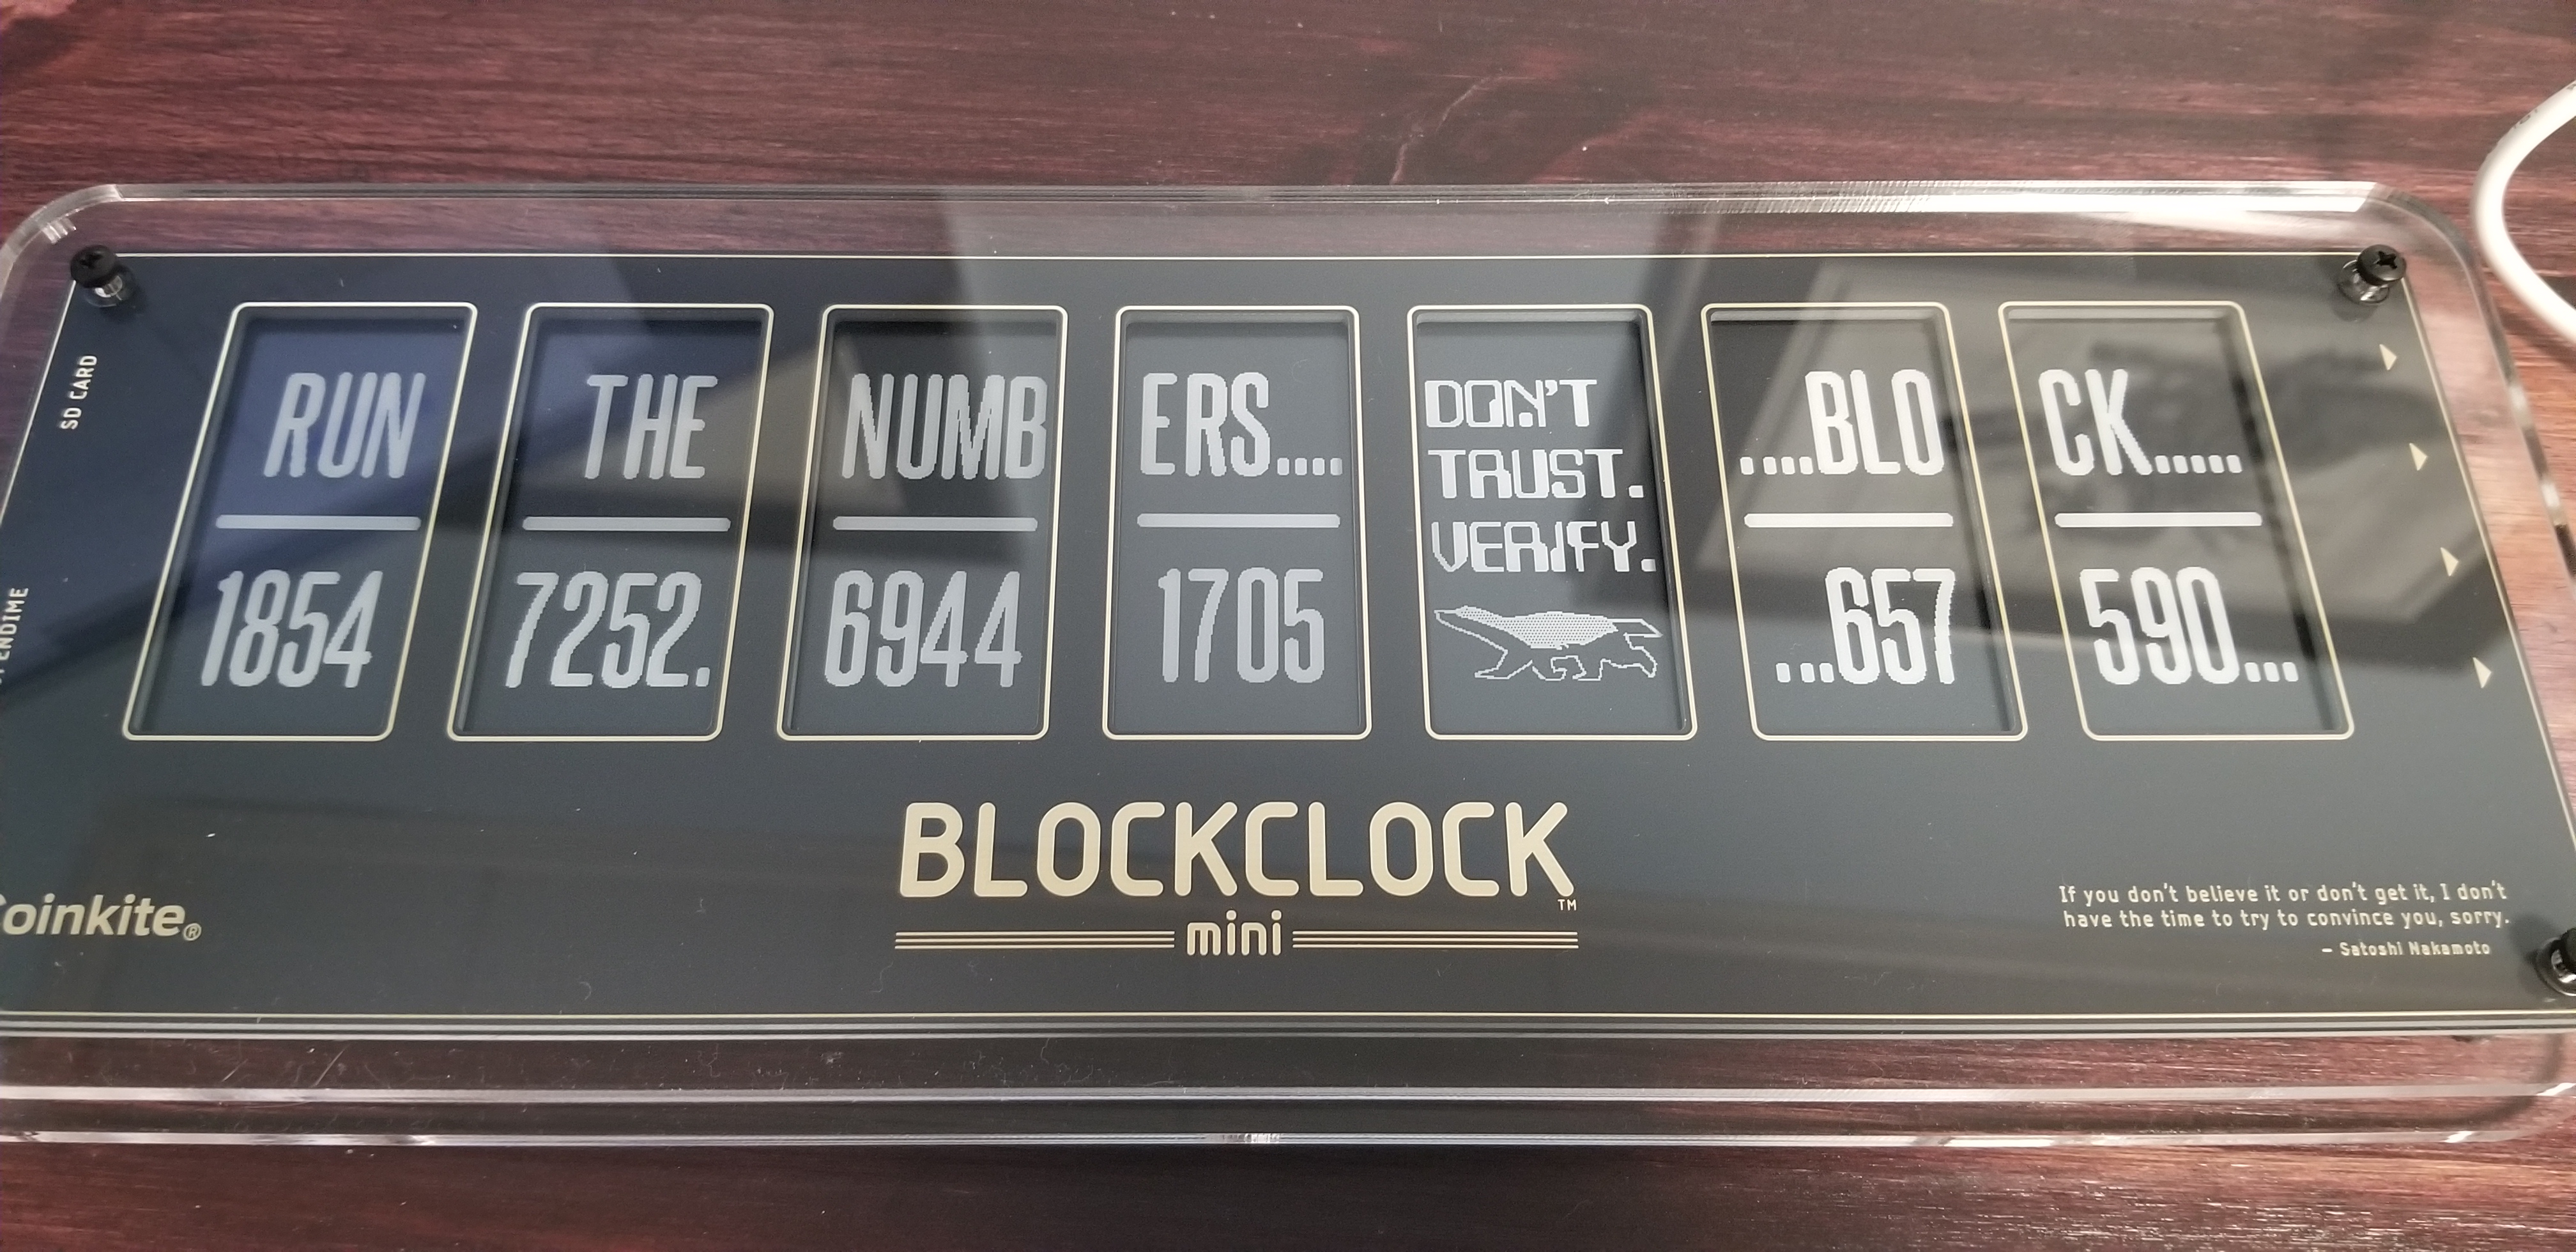 SD CARD
ENDIME
RUN THE NUMB ERS....
1854 7252. 6944 1705
DON'T
TRUST.
VERIFY.
....BLO CK.....
...657 590...
BLOCKCLOCK™
mini
oinkite®
If you don't believe it or don't get it, I don't
have the time to try to convince you, sorry.
– Satoshi Nakamoto